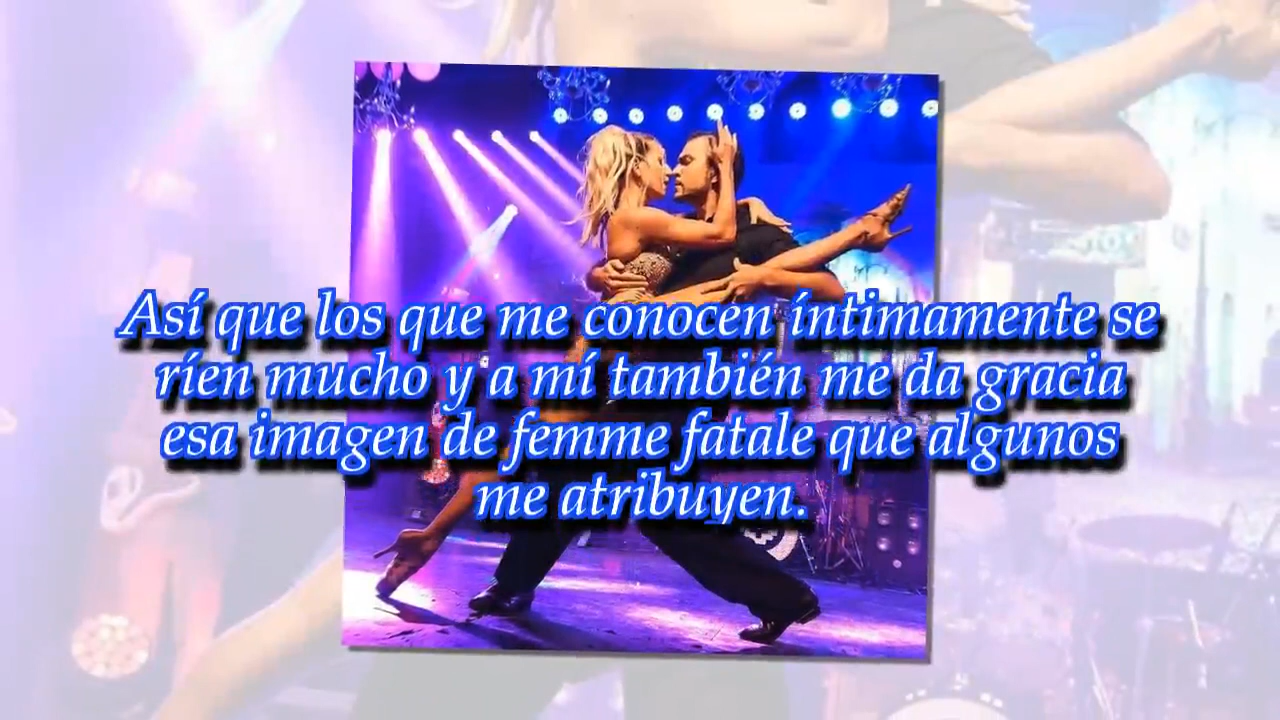 Así que los que me conocen íntimamente se
ríen mucho y a mí también me da gracia
esa imagen de femme fatale que algunos
me atribuyen.